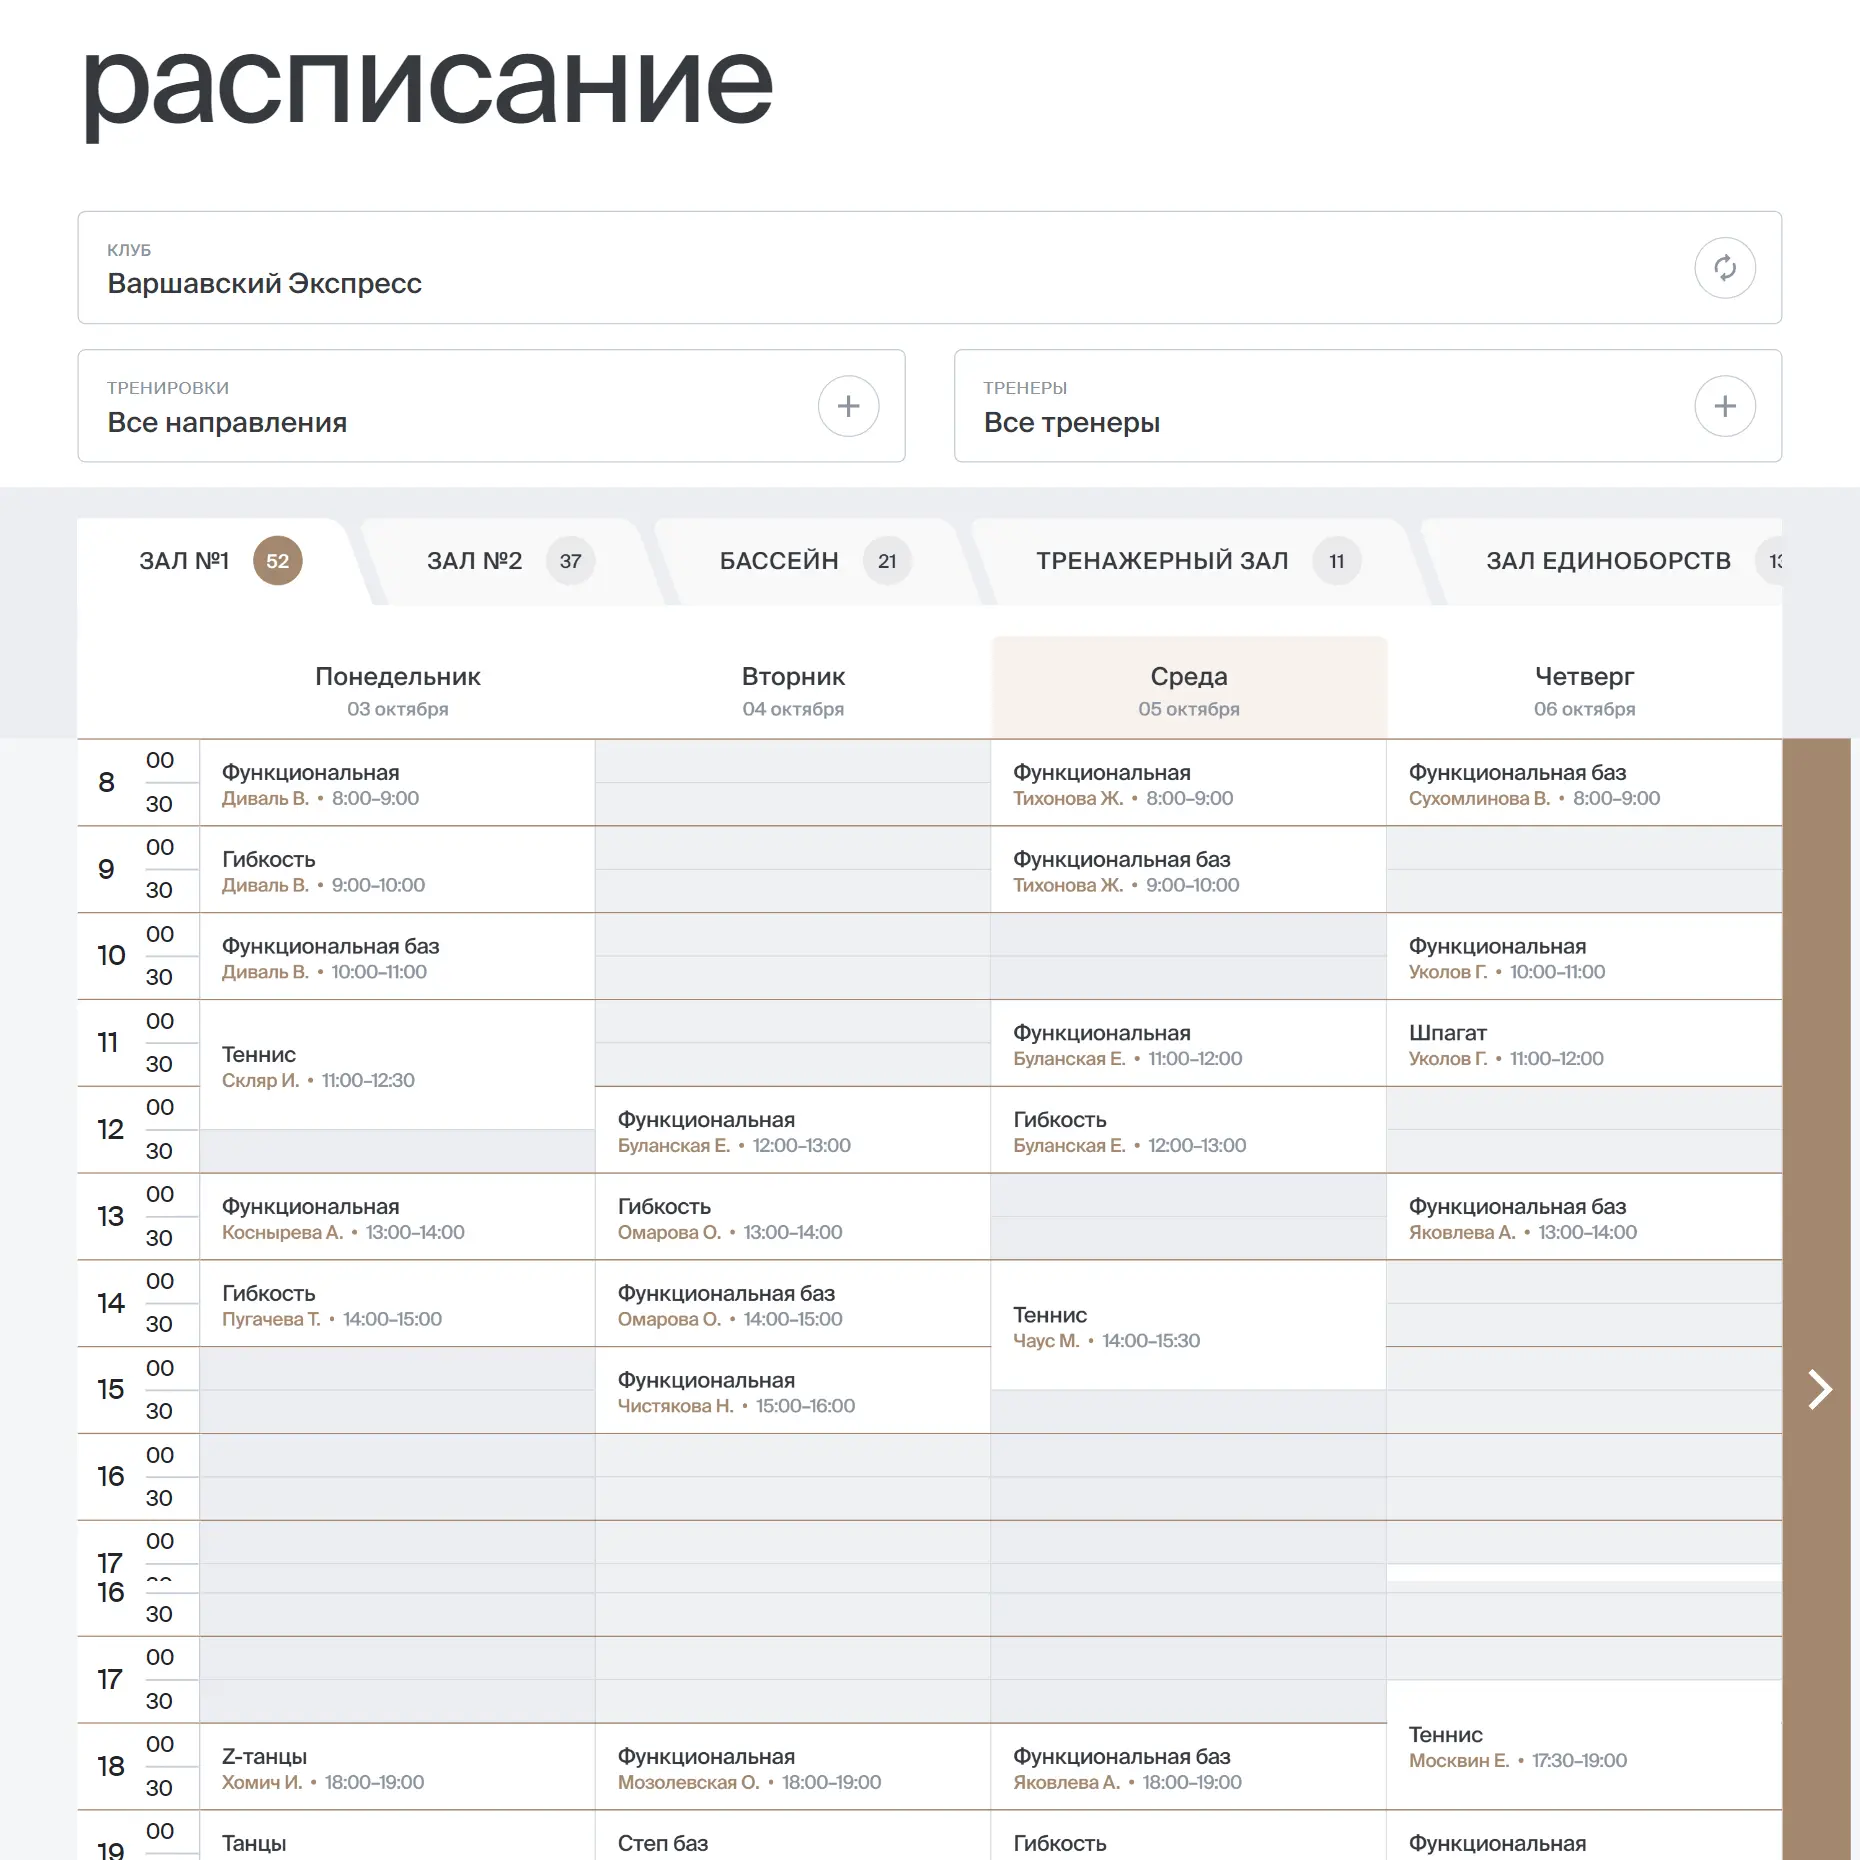 расписание
КЛУБ
Варшавский Экспресс
ТРЕНИРОВКИ
Все направления
ТРЕНЕРЫ
Все тренеры
ЗАЛ №1 52 ЗАЛ №2 37 БАССЕЙН 21 ТРЕНАЖЕРНЫЙ ЗАЛ 11 ЗАЛ ЕДИНОБОРСТВ
Понедельник Вторник Среда Четверг
03 октября 04 октября 05 октября 06 октября
8 00 30
Функциональная
Диваль В. • 8:00–9:00
Функциональная
Тихонова Ж. • 8:00–9:00
Функциональная баз
Сухомлинова В. • 8:00–9:00
9 00 30
Гибкость
Диваль В. • 9:00–10:00
Функциональная баз
Тихонова Ж. • 9:00–10:00
10 00 30
Функциональная баз
Диваль В. • 10:00–11:00
Функциональная
Уколов Г. • 10:00–11:00
11 00 30
Теннис
Скляр И. • 11:00–12:30
Функциональная
Буланская Е. • 11:00–12:00
Шпагат
Уколов Г. • 11:00–12:00
12 00 30
Функциональная
Буланская Е. • 12:00–13:00
Гибкость
Буланская Е. • 12:00–13:00
13 00 30
Функциональная
Коснырева А. • 13:00–14:00
Гибкость
Омарова О. • 13:00–14:00
Функциональная баз
Яковлева А. • 13:00–14:00
14 00 30
Гибкость
Пугачева Т. • 14:00–15:00
Функциональная баз
Омарова О. • 14:00–15:00
Теннис
Чаус М. • 14:00–15:30
15 00 30
Функциональная
Чистякова Н. • 15:00–16:00
16 00 30
17 00
16 30
17 00 30
Теннис
Москвин Е. • 17:30–19:00
18 00 30
Z-танцы
Хомич И. • 18:00–19:00
Функциональная
Мозолевская О. • 18:00–19:00
Функциональная баз
Яковлева А. • 18:00–19:00
19 00
Танцы
Степ баз
Гибкость
Функциональная